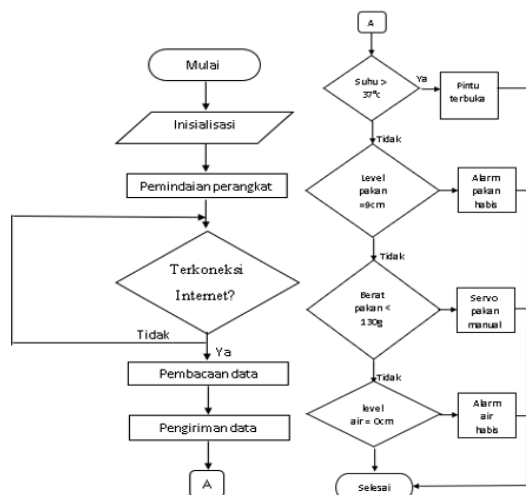 Mulai
Inisialisasi
Pemindaian perangkat
Terkoneksi
Internet?
Tidak
Ya
Pembacaan data
Pengiriman data
A
A
Suhu >
37°c
Ya
Pintu
terbuka
Tidak
Level
pakan
=9cm
Alarm
pakan
habis
Tidak
Berat
pakan <
130g
Servo
pakan
manual
Tidak
level
air = 0cm
Alarm
air
habis
Selesai